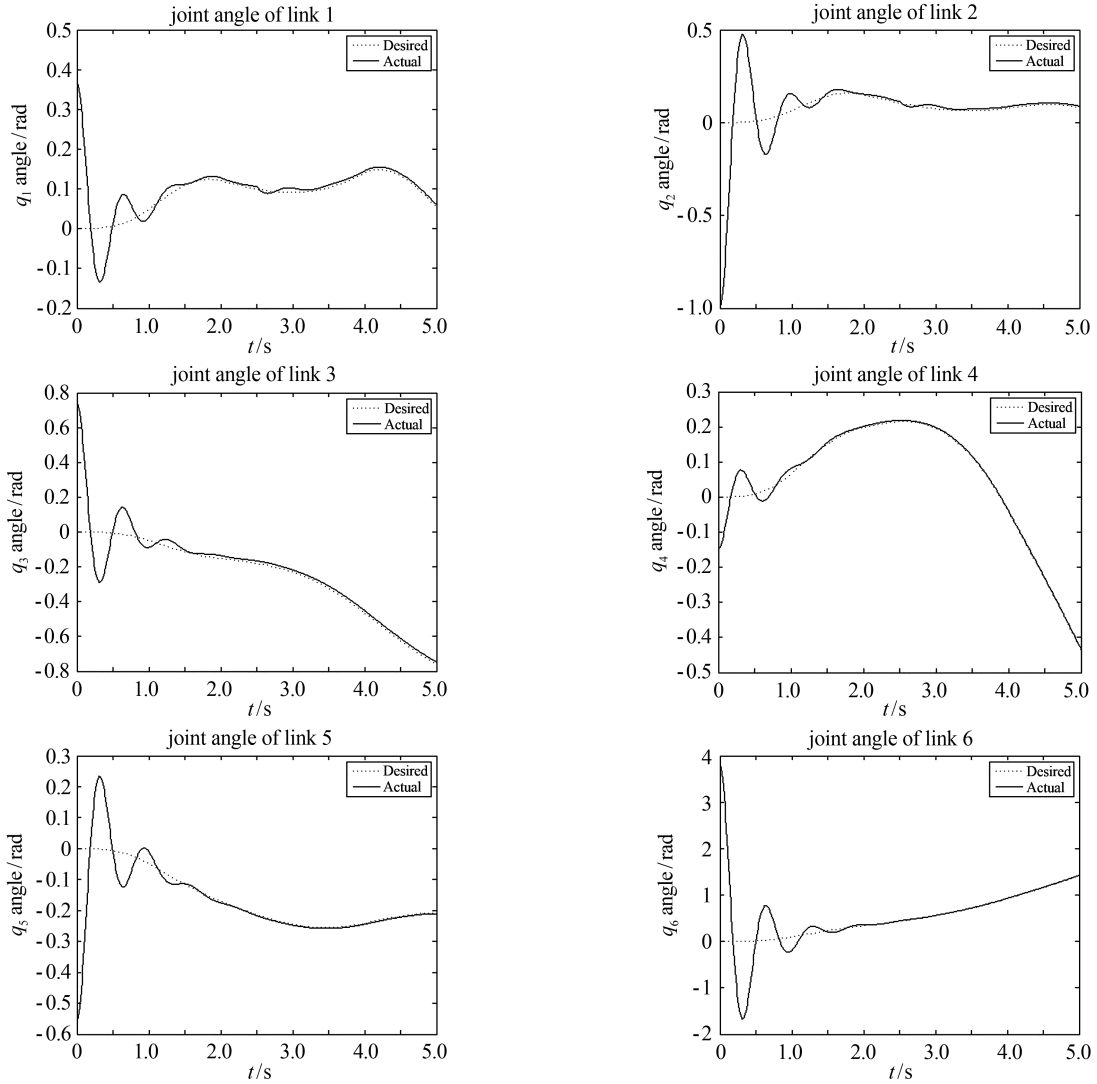 joint angle of link 1
0.5
0.4
0.3
0.2
0.1
0
-0.1
-0.2
q1 angle/rad
Desired
Actual
0 1.0 2.0 3.0 4.0 5.0
t/s
joint angle of link 2
0.5
0
-0.5
-1.0
q2 angle/rad
Desired
Actual
0 1.0 2.0 3.0 4.0 5.0
t/s
joint angle of link 3
0.8
0.6
0.4
0.2
0
-0.2
-0.4
-0.6
-0.8
q3 angle/rad
Desired
Actual
0 1.0 2.0 3.0 4.0 5.0
t/s
joint angle of link 4
0.3
0.2
0.1
0
-0.1
-0.2
-0.3
-0.4
-0.5
q4 angle/rad
Desired
Actual
0 1.0 2.0 3.0 4.0 5.0
t/s
joint angle of link 5
0.3
0.2
0.1
0
-0.1
-0.2
-0.3
-0.4
-0.5
-0.6
q5 angle/rad
Desired
Actual
0 1.0 2.0 3.0 4.0 5.0
t/s
joint angle of link 6
4
3
2
1
0
-1
-2
q6 angle/rad
Desired
Actual
0 1.0 2.0 3.0 4.0 5.0
t/s